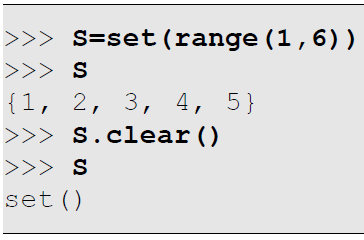 >>> S=set(range(1,6))
>>> S
{1, 2, 3, 4, 5}
>>> S.clear()
>>> S
set()